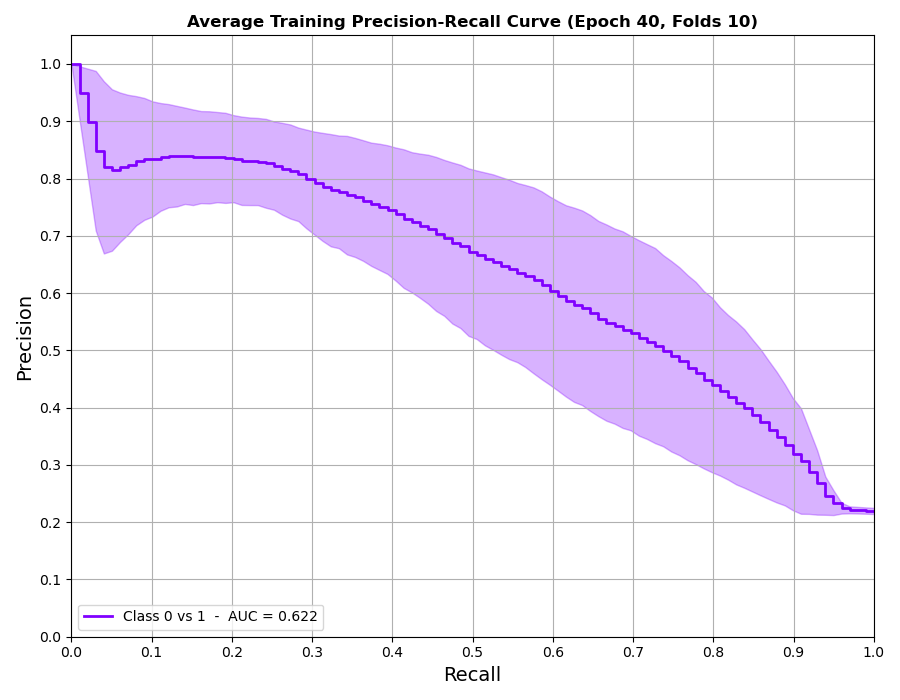 Average Training Precision-Recall Curve (Epoch 40, Folds 10)
Precision
1.0
0.9
0.8
0.7
0.6
0.5
0.4
0.3
0.2
0.1
0.0
Class 0 vs 1 - AUC = 0.622
0.0 0.1 0.2 0.3 0.4 0.5 0.6 0.7 0.8 0.9 1.0
Recall